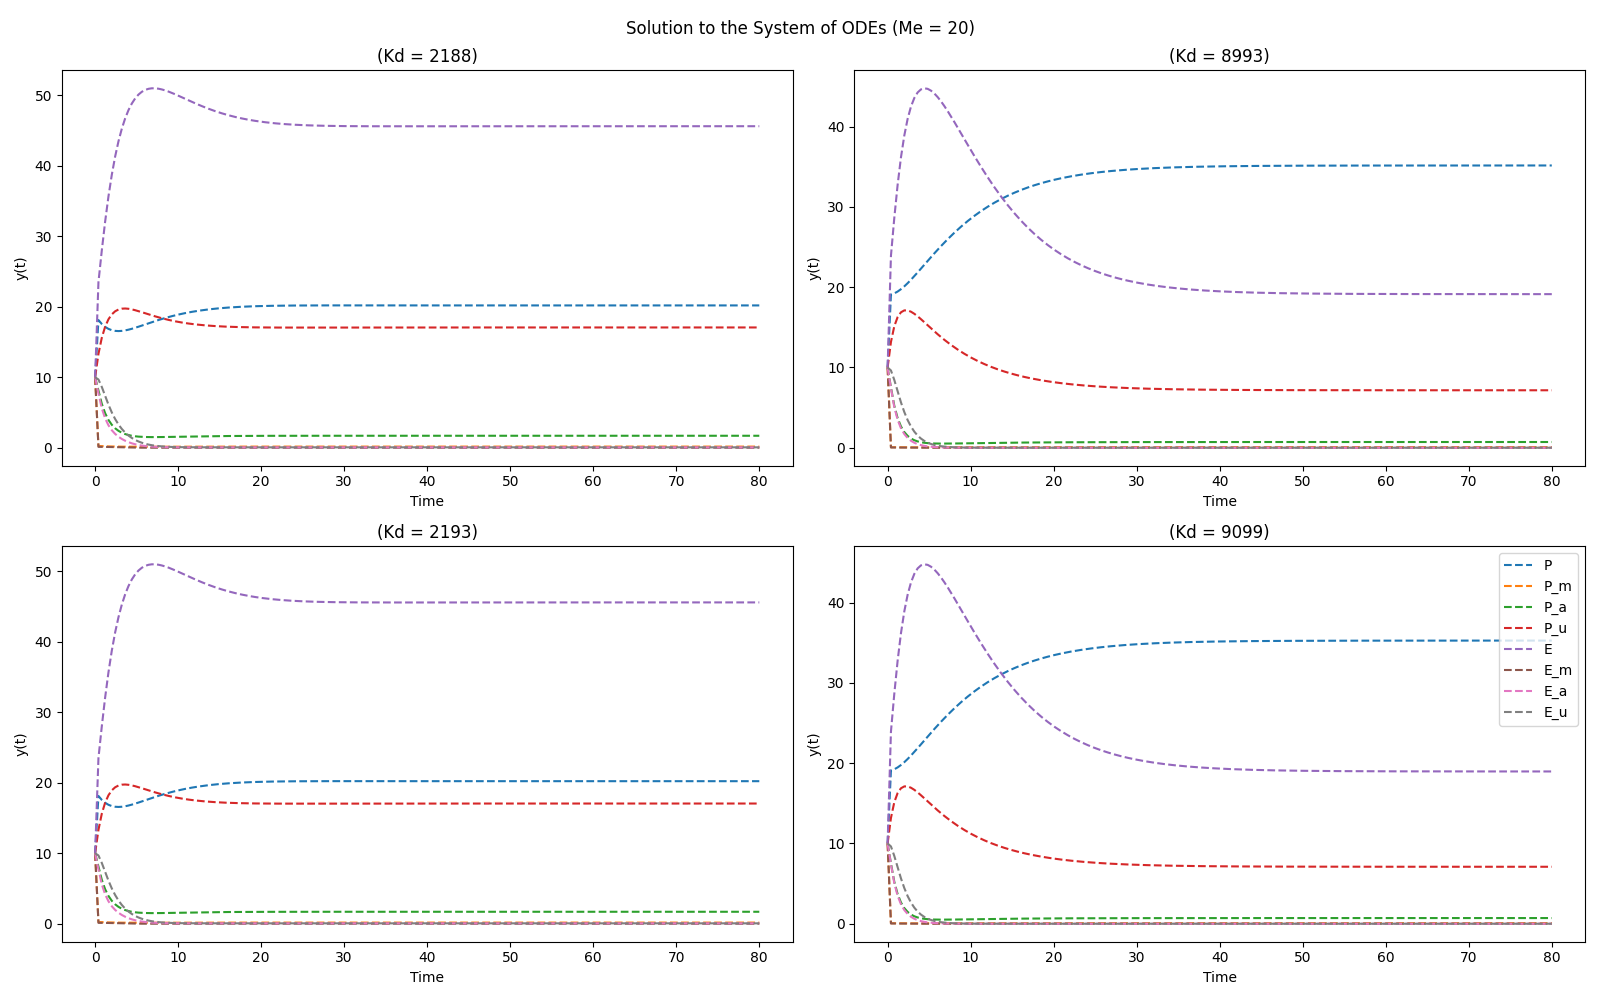 Solution to the System of ODEs (Me = 20)
(Kd = 2188)
y(t)
50
40
30
20
10
0
0 10 20 30 40 50 60 70 80
Time
(Kd = 8993)
y(t)
40
30
20
10
0
0 10 20 30 40 50 60 70 80
Time
(Kd = 2193)
y(t)
50
40
30
20
10
0
0 10 20 30 40 50 60 70 80
Time
(Kd = 9099)
y(t)
40
30
20
10
0
0 10 20 30 40 50 60 70 80
Time
P
P_m
P_a
P_u
E
E_m
E_a
E_u